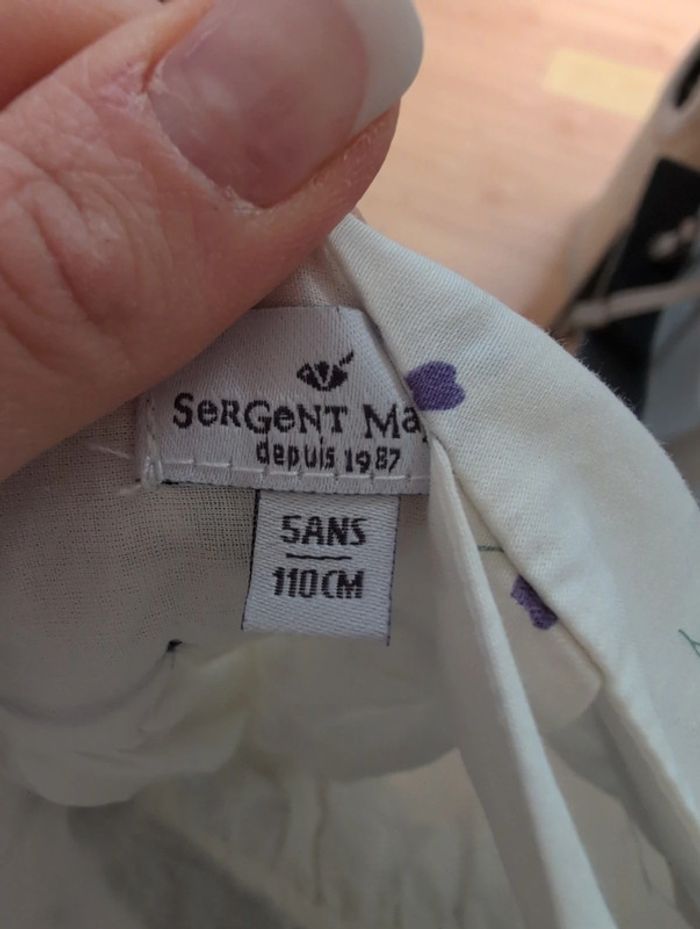 SeRGeNT Ma
depuis 1987
5ANS
110CM